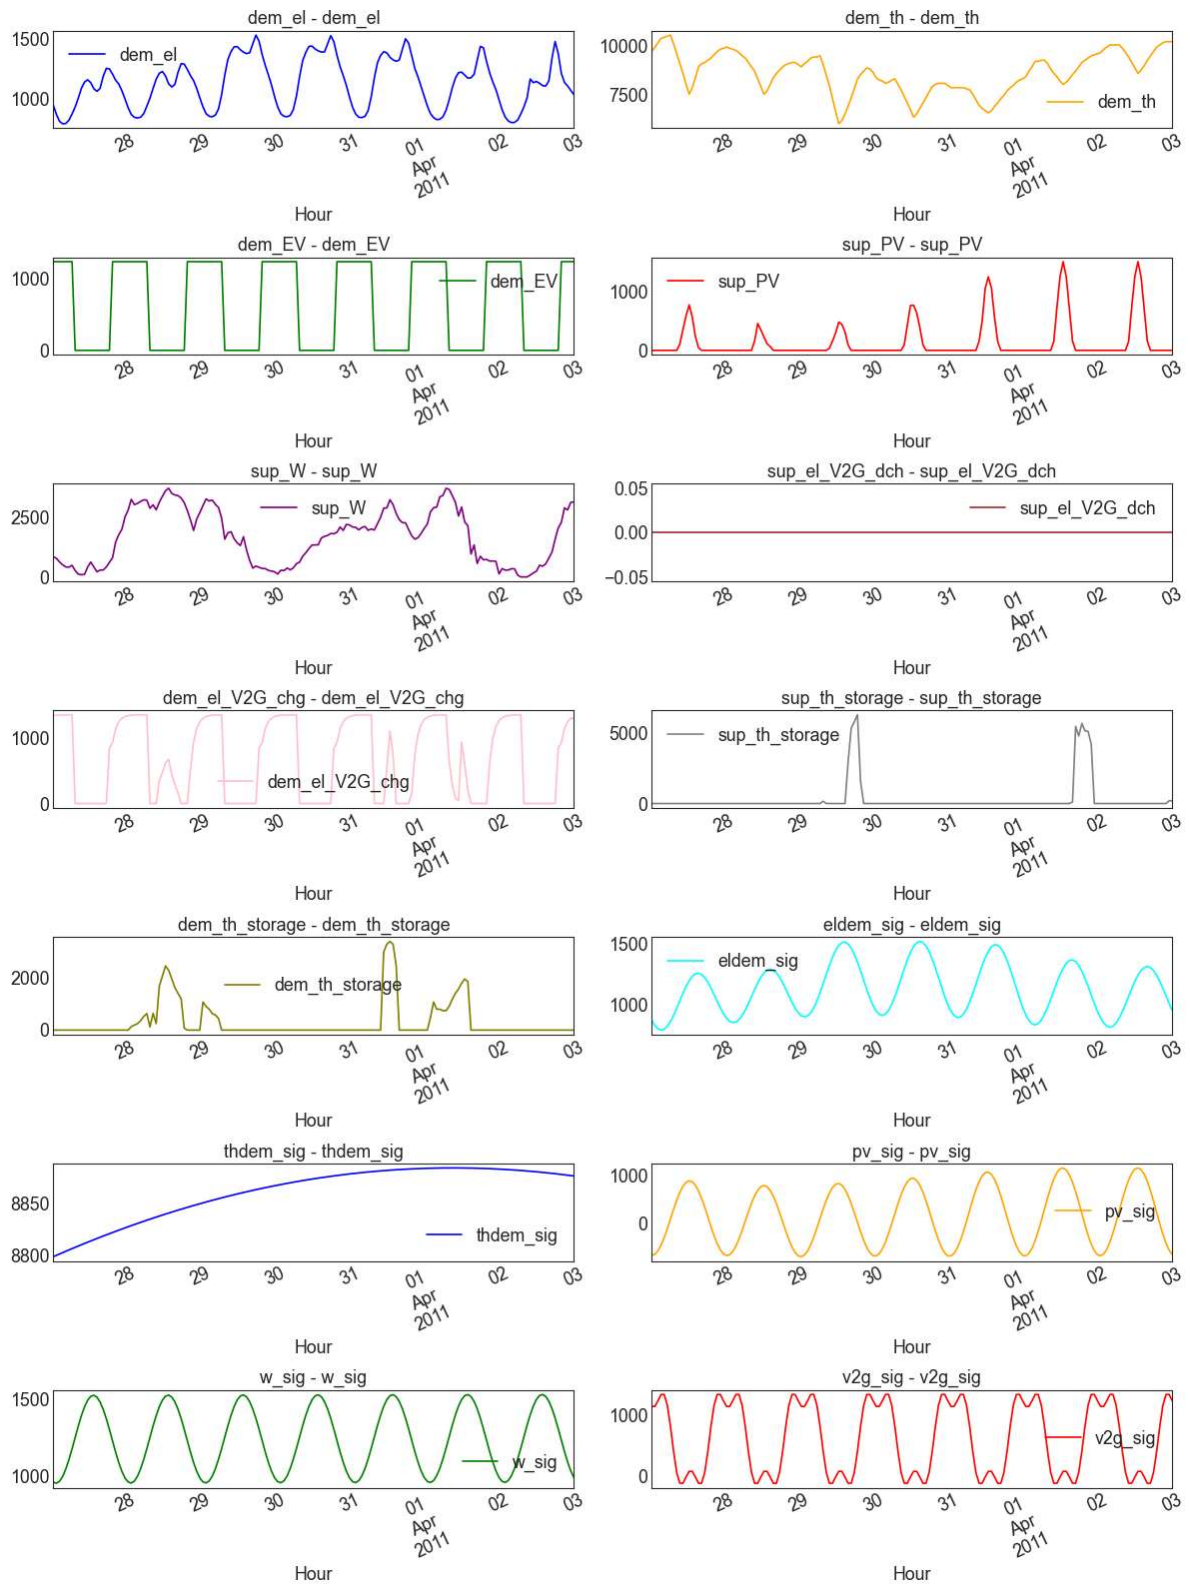 dem_el - dem_el
1500
1000
dem_el
28
29
30
31
01
Apr
2011
02
03
Hour
dem_th - dem_th
10000
7500
dem_th
28
29
30
31
01
Apr
2011
02
03
Hour
dem_EV - dem_EV
1000
0
dem_EV
28
29
30
31
01
Apr
2011
02
03
Hour
sup_PV - sup_PV
1000
0
sup_PV
28
29
30
31
01
Apr
2011
02
03
Hour
sup_W - sup_W
2500
0
sup_W
28
29
30
31
01
Apr
2011
02
03
Hour
sup_el_V2G_dch - sup_el_V2G_dch
0.05
0.00
−0.05
sup_el_V2G_dch
28
29
30
31
01
Apr
2011
02
03
Hour
dem_el_V2G_chg - dem_el_V2G_chg
1000
0
dem_el_V2G_chg
28
29
30
31
01
Apr
2011
02
03
Hour
sup_th_storage - sup_th_storage
5000
0
sup_th_storage
28
29
30
31
01
Apr
2011
02
03
Hour
dem_th_storage - dem_th_storage
2000
0
dem_th_storage
28
29
30
31
01
Apr
2011
02
03
Hour
eldem_sig - eldem_sig
1500
1000
eldem_sig
28
29
30
31
01
Apr
2011
02
03
Hour
thdem_sig - thdem_sig
8850
8800
thdem_sig
28
29
30
31
01
Apr
2011
02
03
Hour
pv_sig - pv_sig
1000
0
pv_sig
28
29
30
31
01
Apr
2011
02
03
Hour
w_sig - w_sig
1500
1000
w_sig
28
29
30
31
01
Apr
2011
02
03
Hour
v2g_sig - v2g_sig
1000
0
v2g_sig
28
29
30
31
01
Apr
2011
02
03
Hour